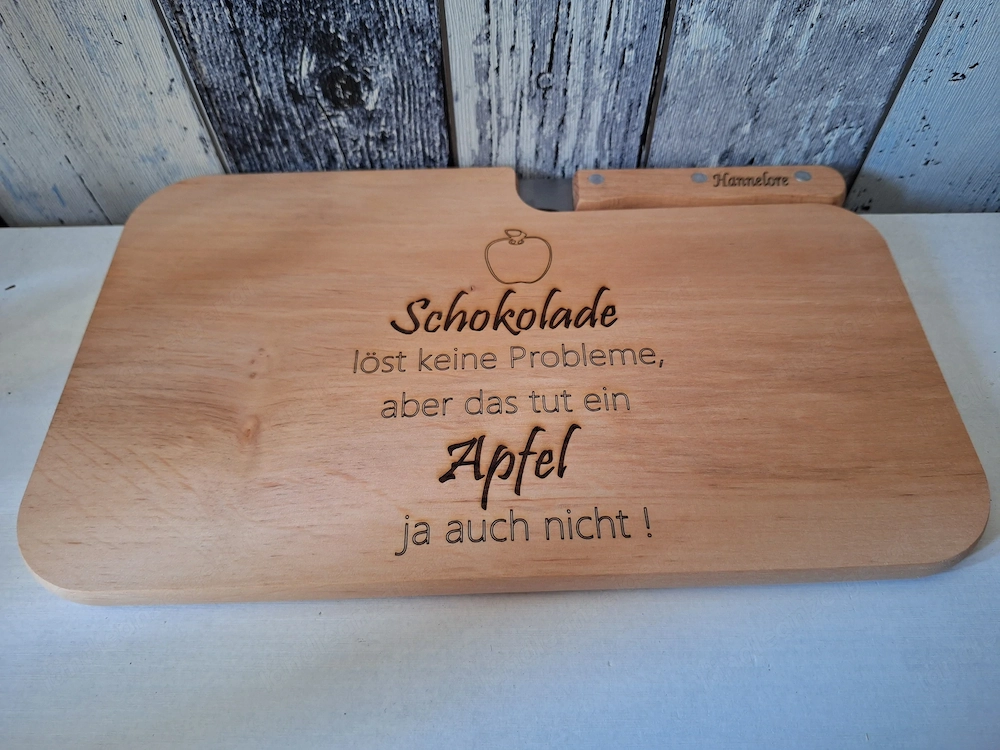 Hannelore
Schokolade
löst keine Probleme,
aber das tut ein
Apfel
ja auch nicht !